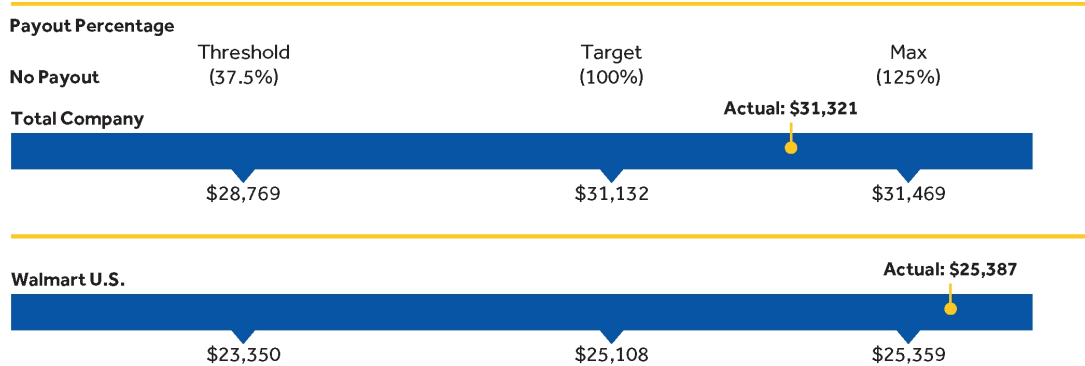 Payout Percentage
Threshold Target Max
No Payout (37.5%) (100%) (125%)
Actual: $31,321
Total Company
$28,769 $31,132 $31,469
Actual: $25,387
Walmart U.S.
$23,350 $25,108 $25,359